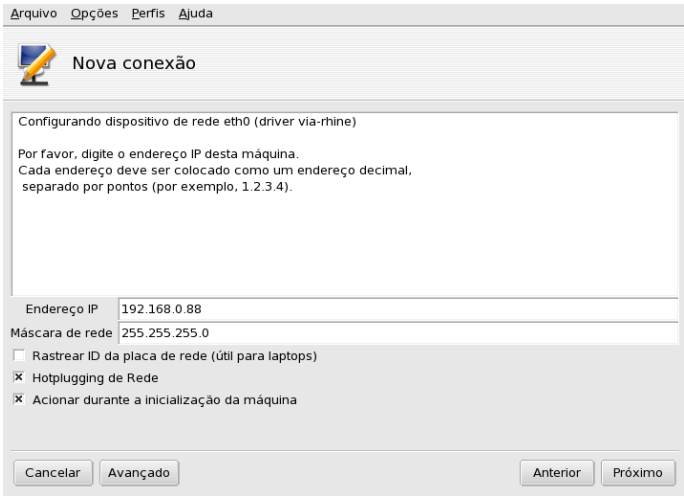 Arquivo Opções Perfis Ajuda
Nova conexão
Configurando dispositivo de rede eth0 (driver via-rhine)
Por favor, digite o endereço IP desta máquina.
Cada endereço deve ser colocado como um endereço decimal,
separado por pontos (por exemplo, 1.2.3.4).
Endereço IP 192.168.0.88
Máscara de rede 255.255.255.0
Rastrear ID da placa de rede (útil para laptops)
Hotplugging de Rede
Acionar durante a inicialização da máquina
Cancelar Avançado Anterior Próximo